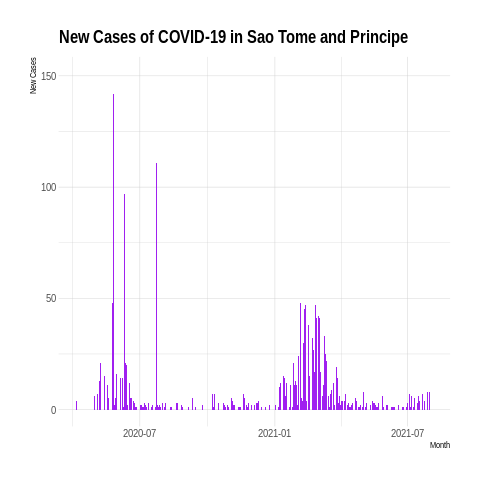 New Cases of COVID-19 in Sao Tome and Principe
New Cases
150
100
50
0
2020-07
2021-01
2021-07
Month